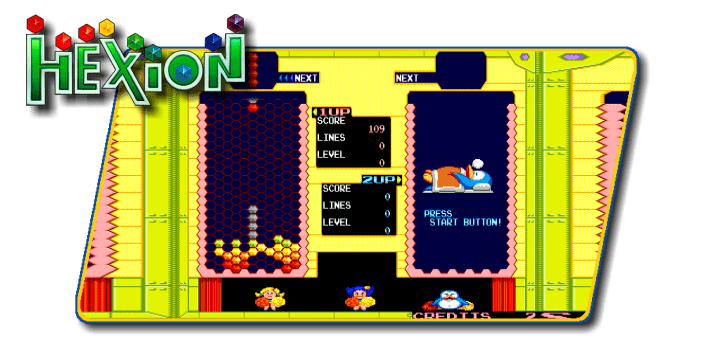 HEXION
NEXT
NEXT
1UP
SCORE
109
LINES
0
LEVEL
0
2UP
SCORE
0
LINES
0
LEVEL
0
PRESS
START BUTTON!
CREDITS 2